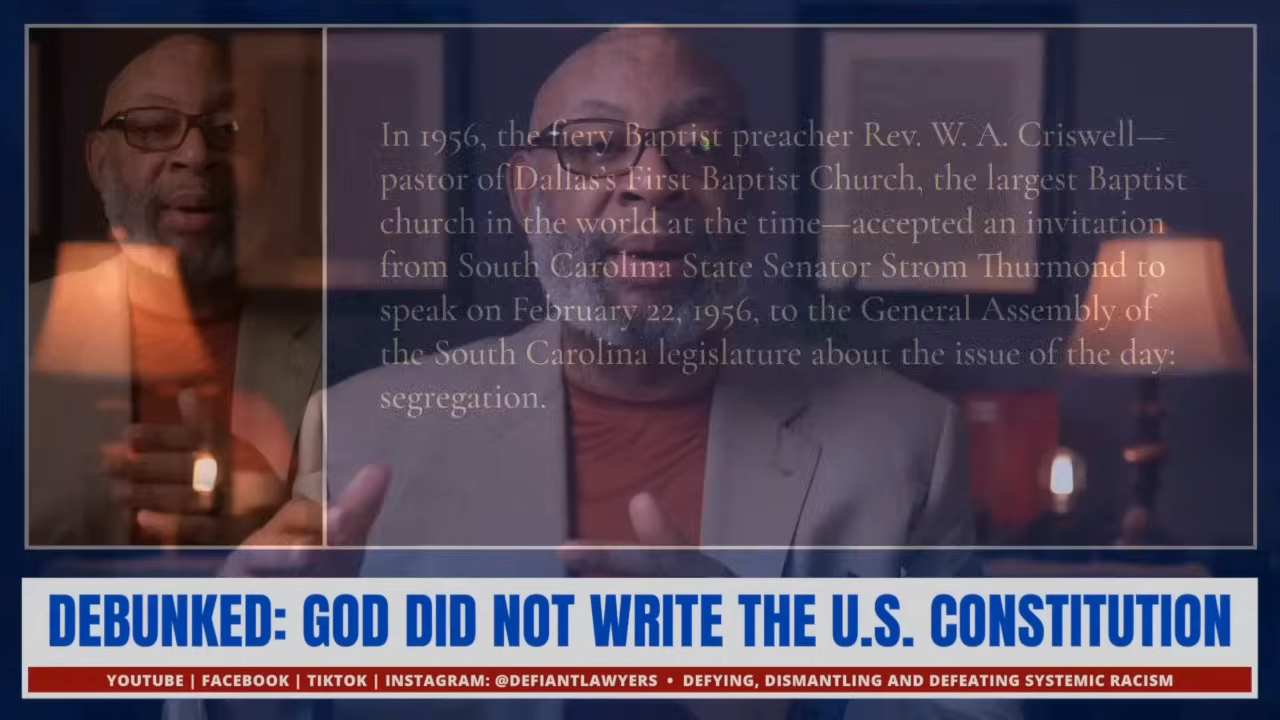 In 1956, the fiery Baptist preacher Rev. W. A. Criswell—
pastor of Dallas's First Baptist Church, the largest Baptist
church in the world at the time—accepted an invitation
from South Carolina State Senator Strom Thurmond to
speak on February 22, 1956, to the General Assembly of
the South Carolina legislature about the issue of the day:
segregation.
DEBUNKED: GOD DID NOT WRITE THE U.S. CONSTITUTION
YOUTUBE | FACEBOOK | TIKTOK | INSTAGRAM: @DEFIANTLAWYERS • DEFYING, DISMANTLING AND DEFEATING SYSTEMIC RACISM